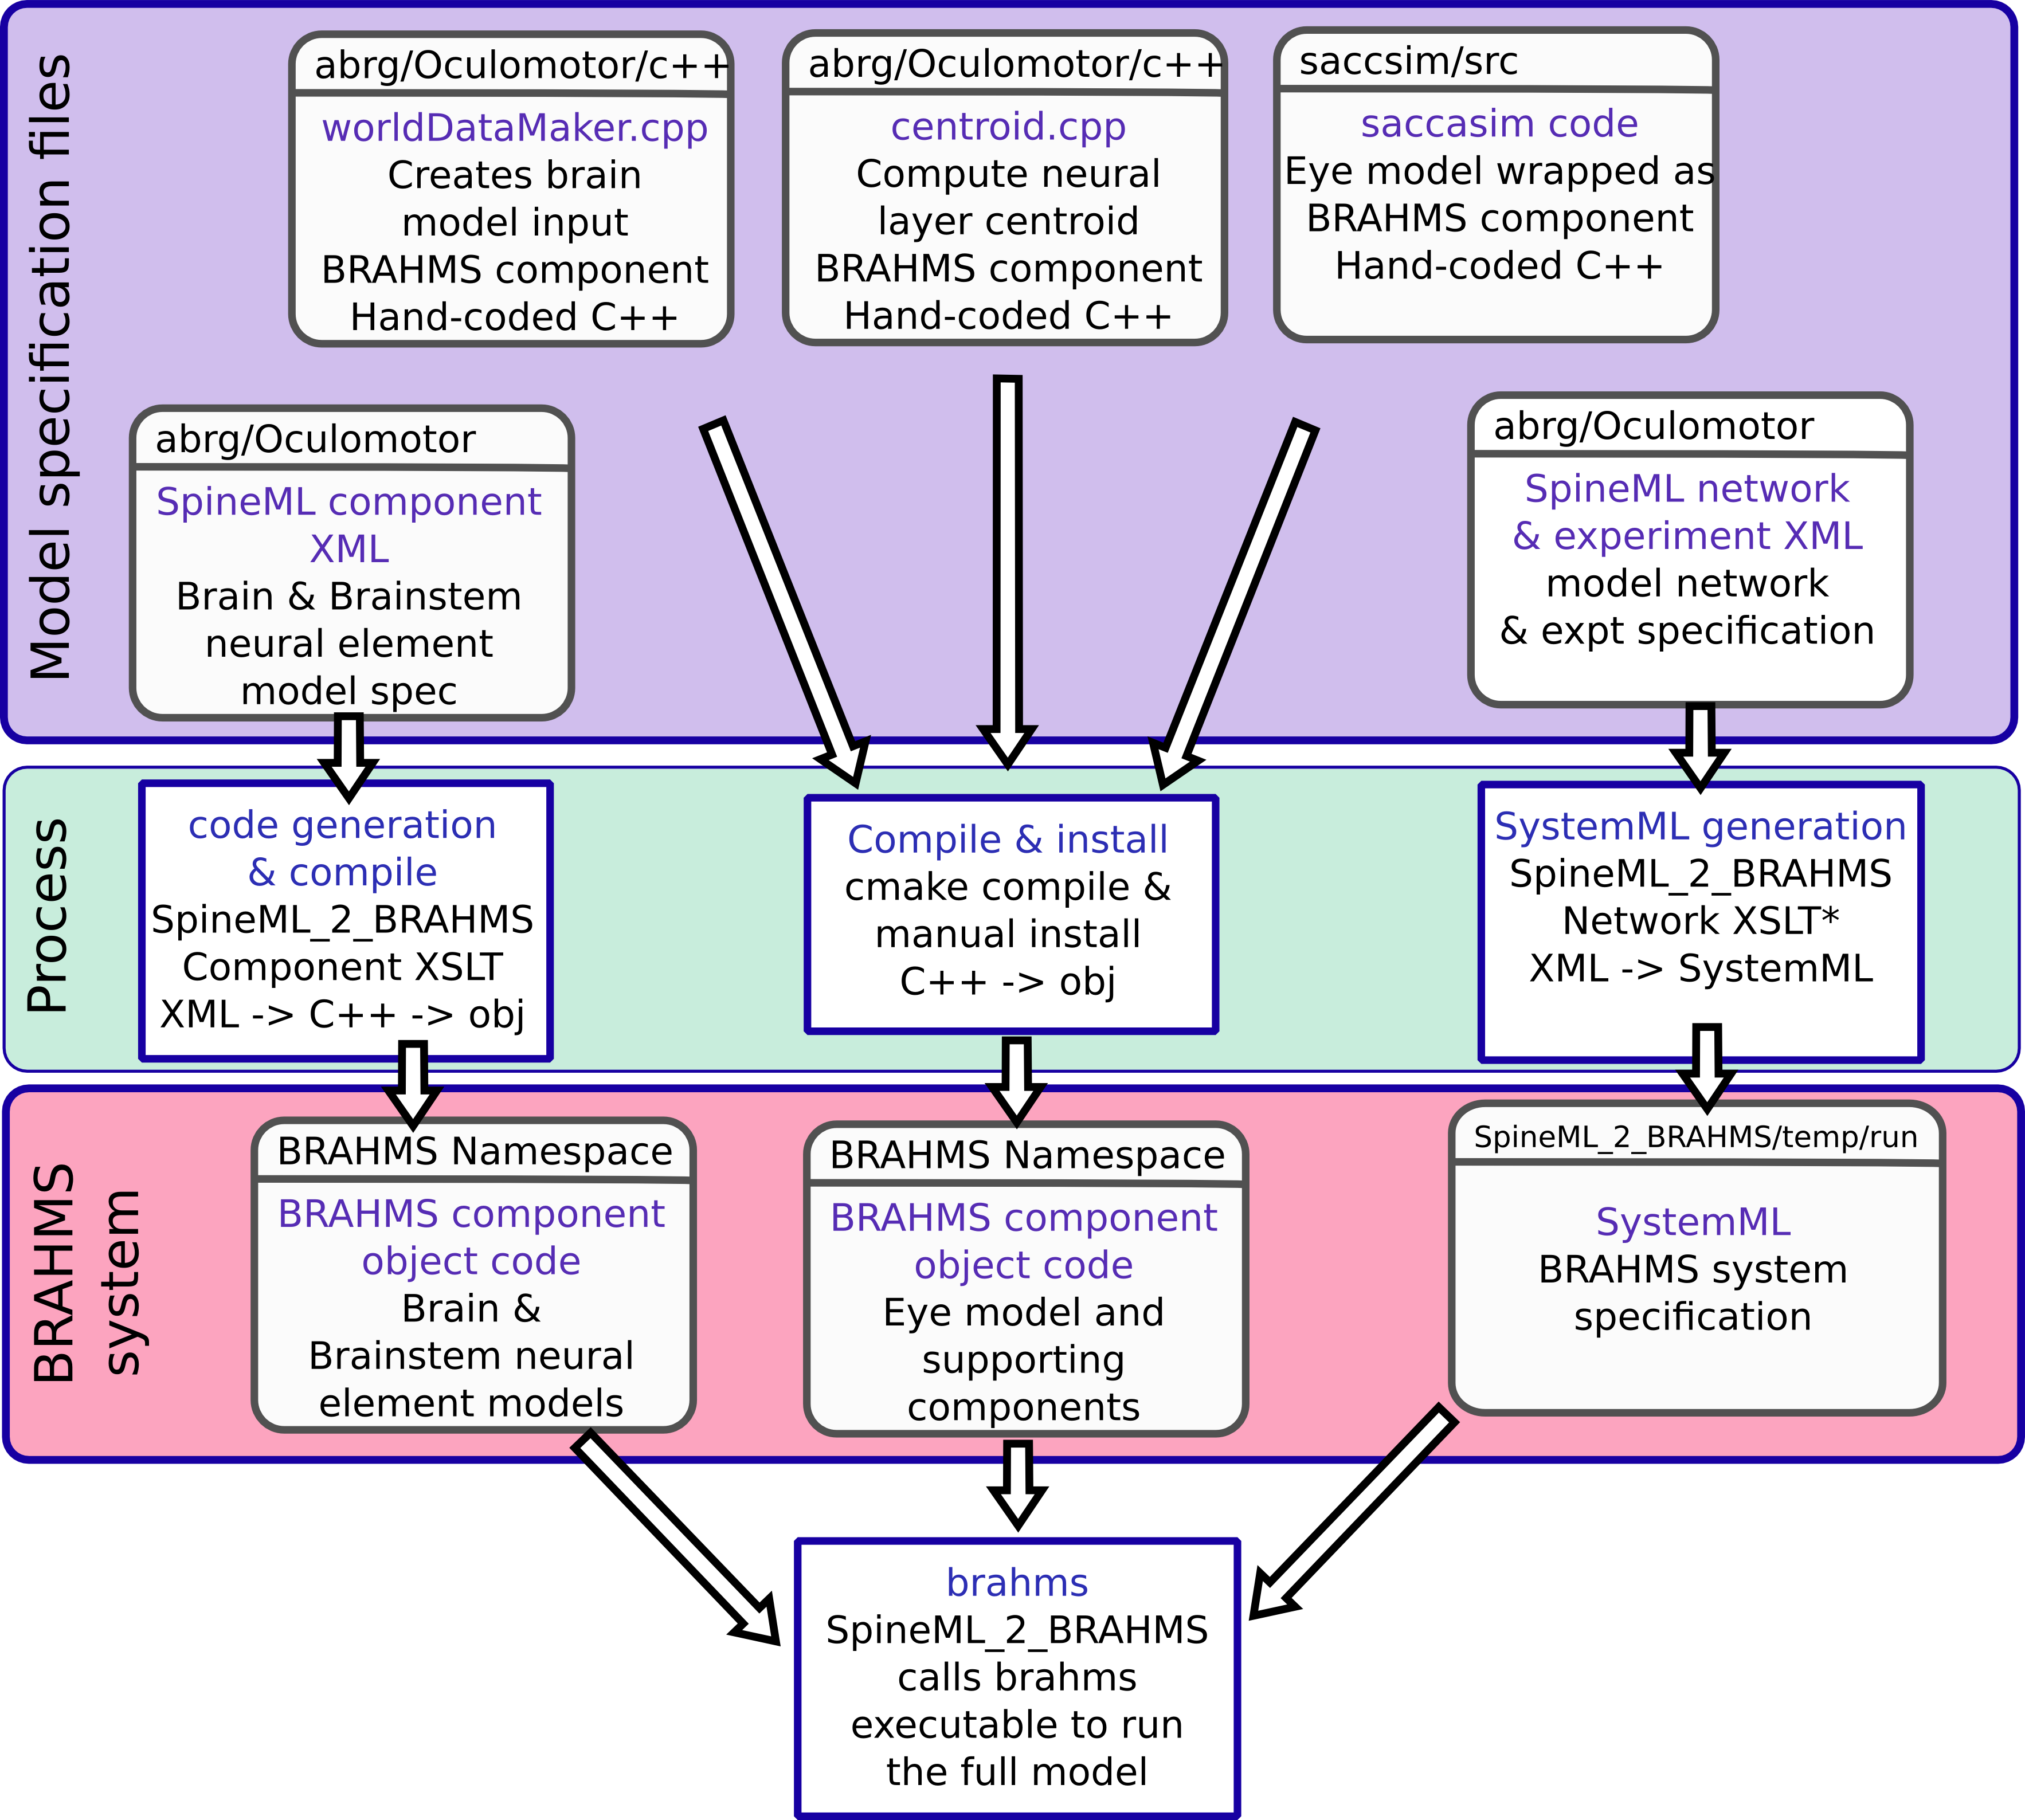 Model specification files
abrg/Oculomotor/c++
worldDataMaker.cpp
Creates brain
model input
BRAHMS component
Hand-coded C++
abrg/Oculomotor/c++
centroid.cpp
Compute neural
layer centroid
BRAHMS component
Hand-coded C++
saccsim/src
saccasim code
Eye model wrapped as
BRAHMS component
Hand-coded C++
abrg/Oculomotor
SpineML component
XML
Brain & Brainstem
neural element
model spec
abrg/Oculomotor
SpineML network
& experiment XML
model network
& expt specification
Process
code generation
& compile
SpineML_2_BRAHMS
Component XSLT
XML -> C++ -> obj
Compile & install
cmake compile &
manual install
C++ -> obj
SystemML generation
SpineML_2_BRAHMS
Network XSLT*
XML -> SystemML
BRAHMS
system
BRAHMS Namespace
BRAHMS component
object code
Brain &
Brainstem neural
element models
BRAHMS Namespace
BRAHMS component
object code
Eye model and
supporting
components
SpineML_2_BRAHMS/temp/run
SystemML
BRAHMS system
specification
brahms
SpineML_2_BRAHMS
calls brahms
executable to run
the full model